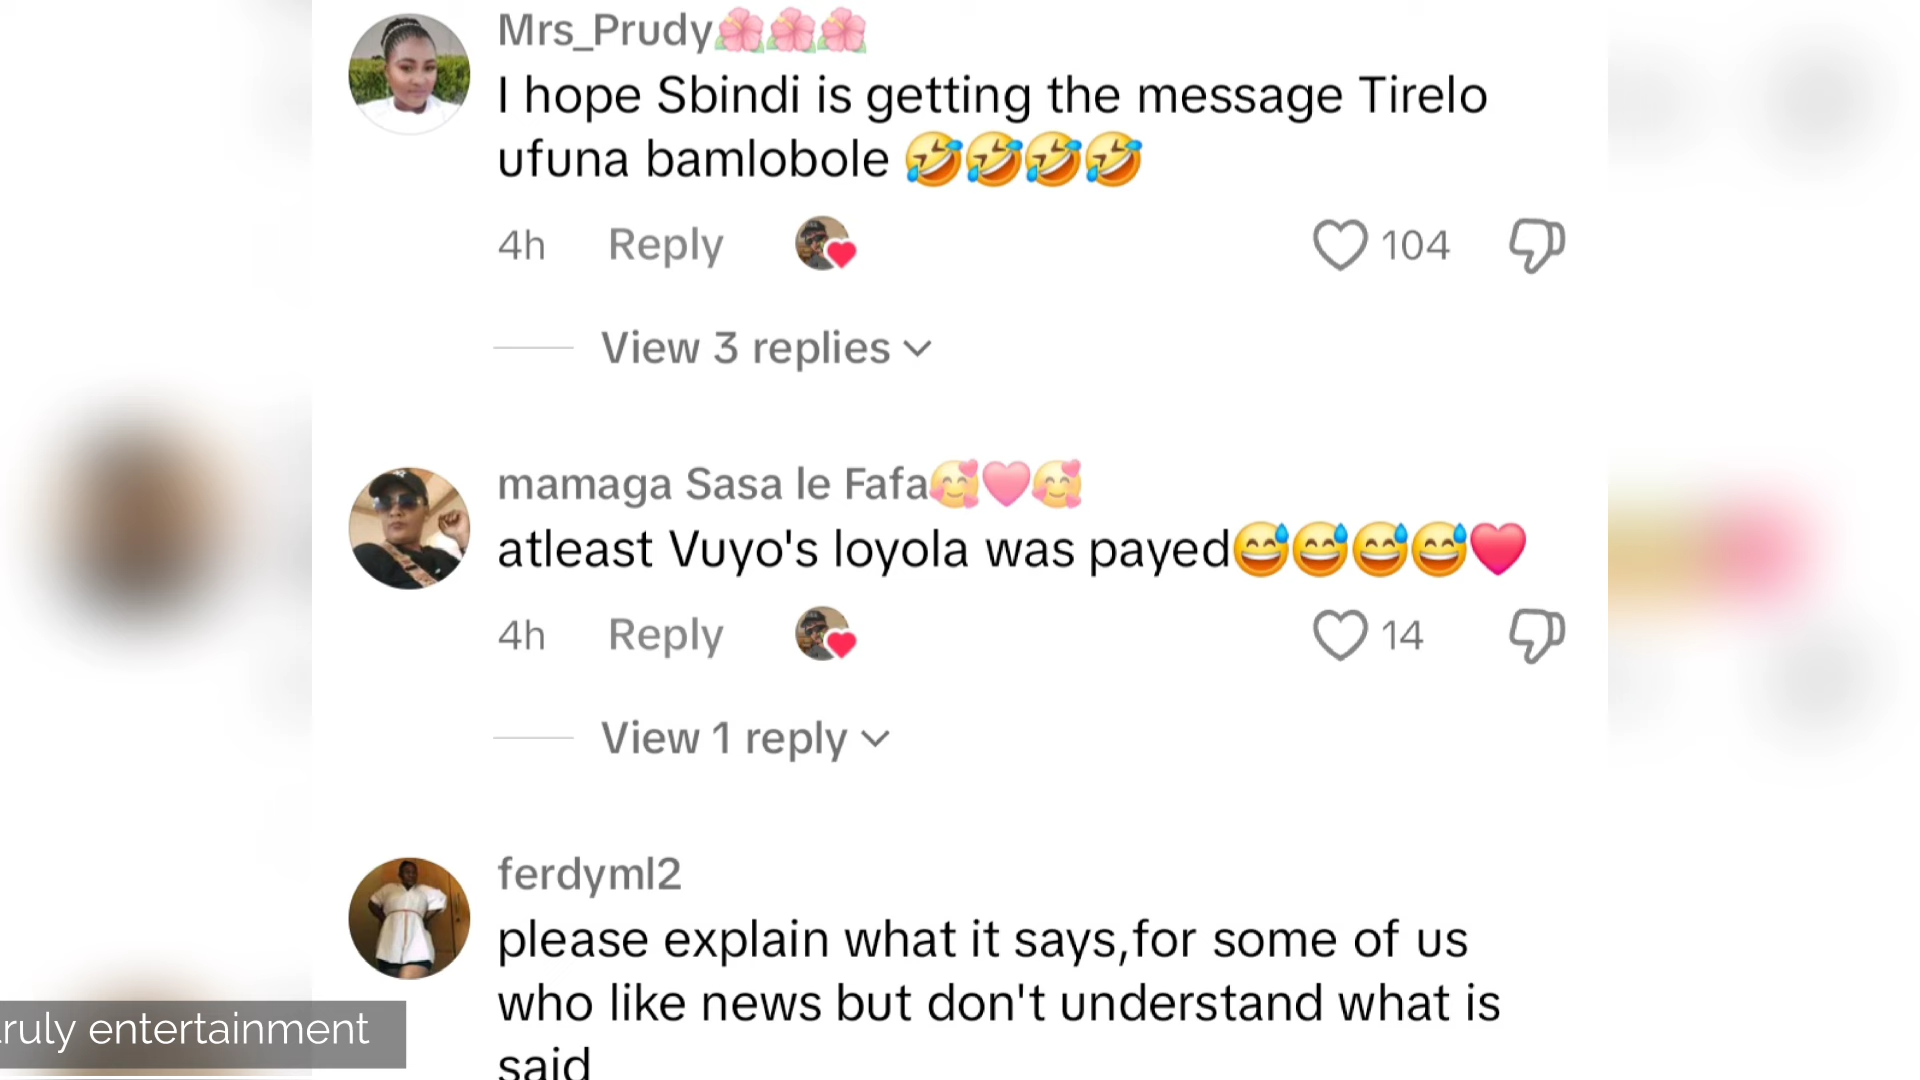 Mrs_Prudy🌺🌺🌺
I hope Sbindi is getting the message Tirelo
ufuna bamlobole 🤣🤣🤣🤣
4h Reply 104
View 3 replies
mamaga Sasa le Fafa🥰🩷🥰
atleast Vuyo's loyola was payed😅😅😅😅❤️
4h Reply 14
View 1 reply
ferdyml2
please explain what it says,for some of us
who like news but don't understand what is
said
ruly entertainment